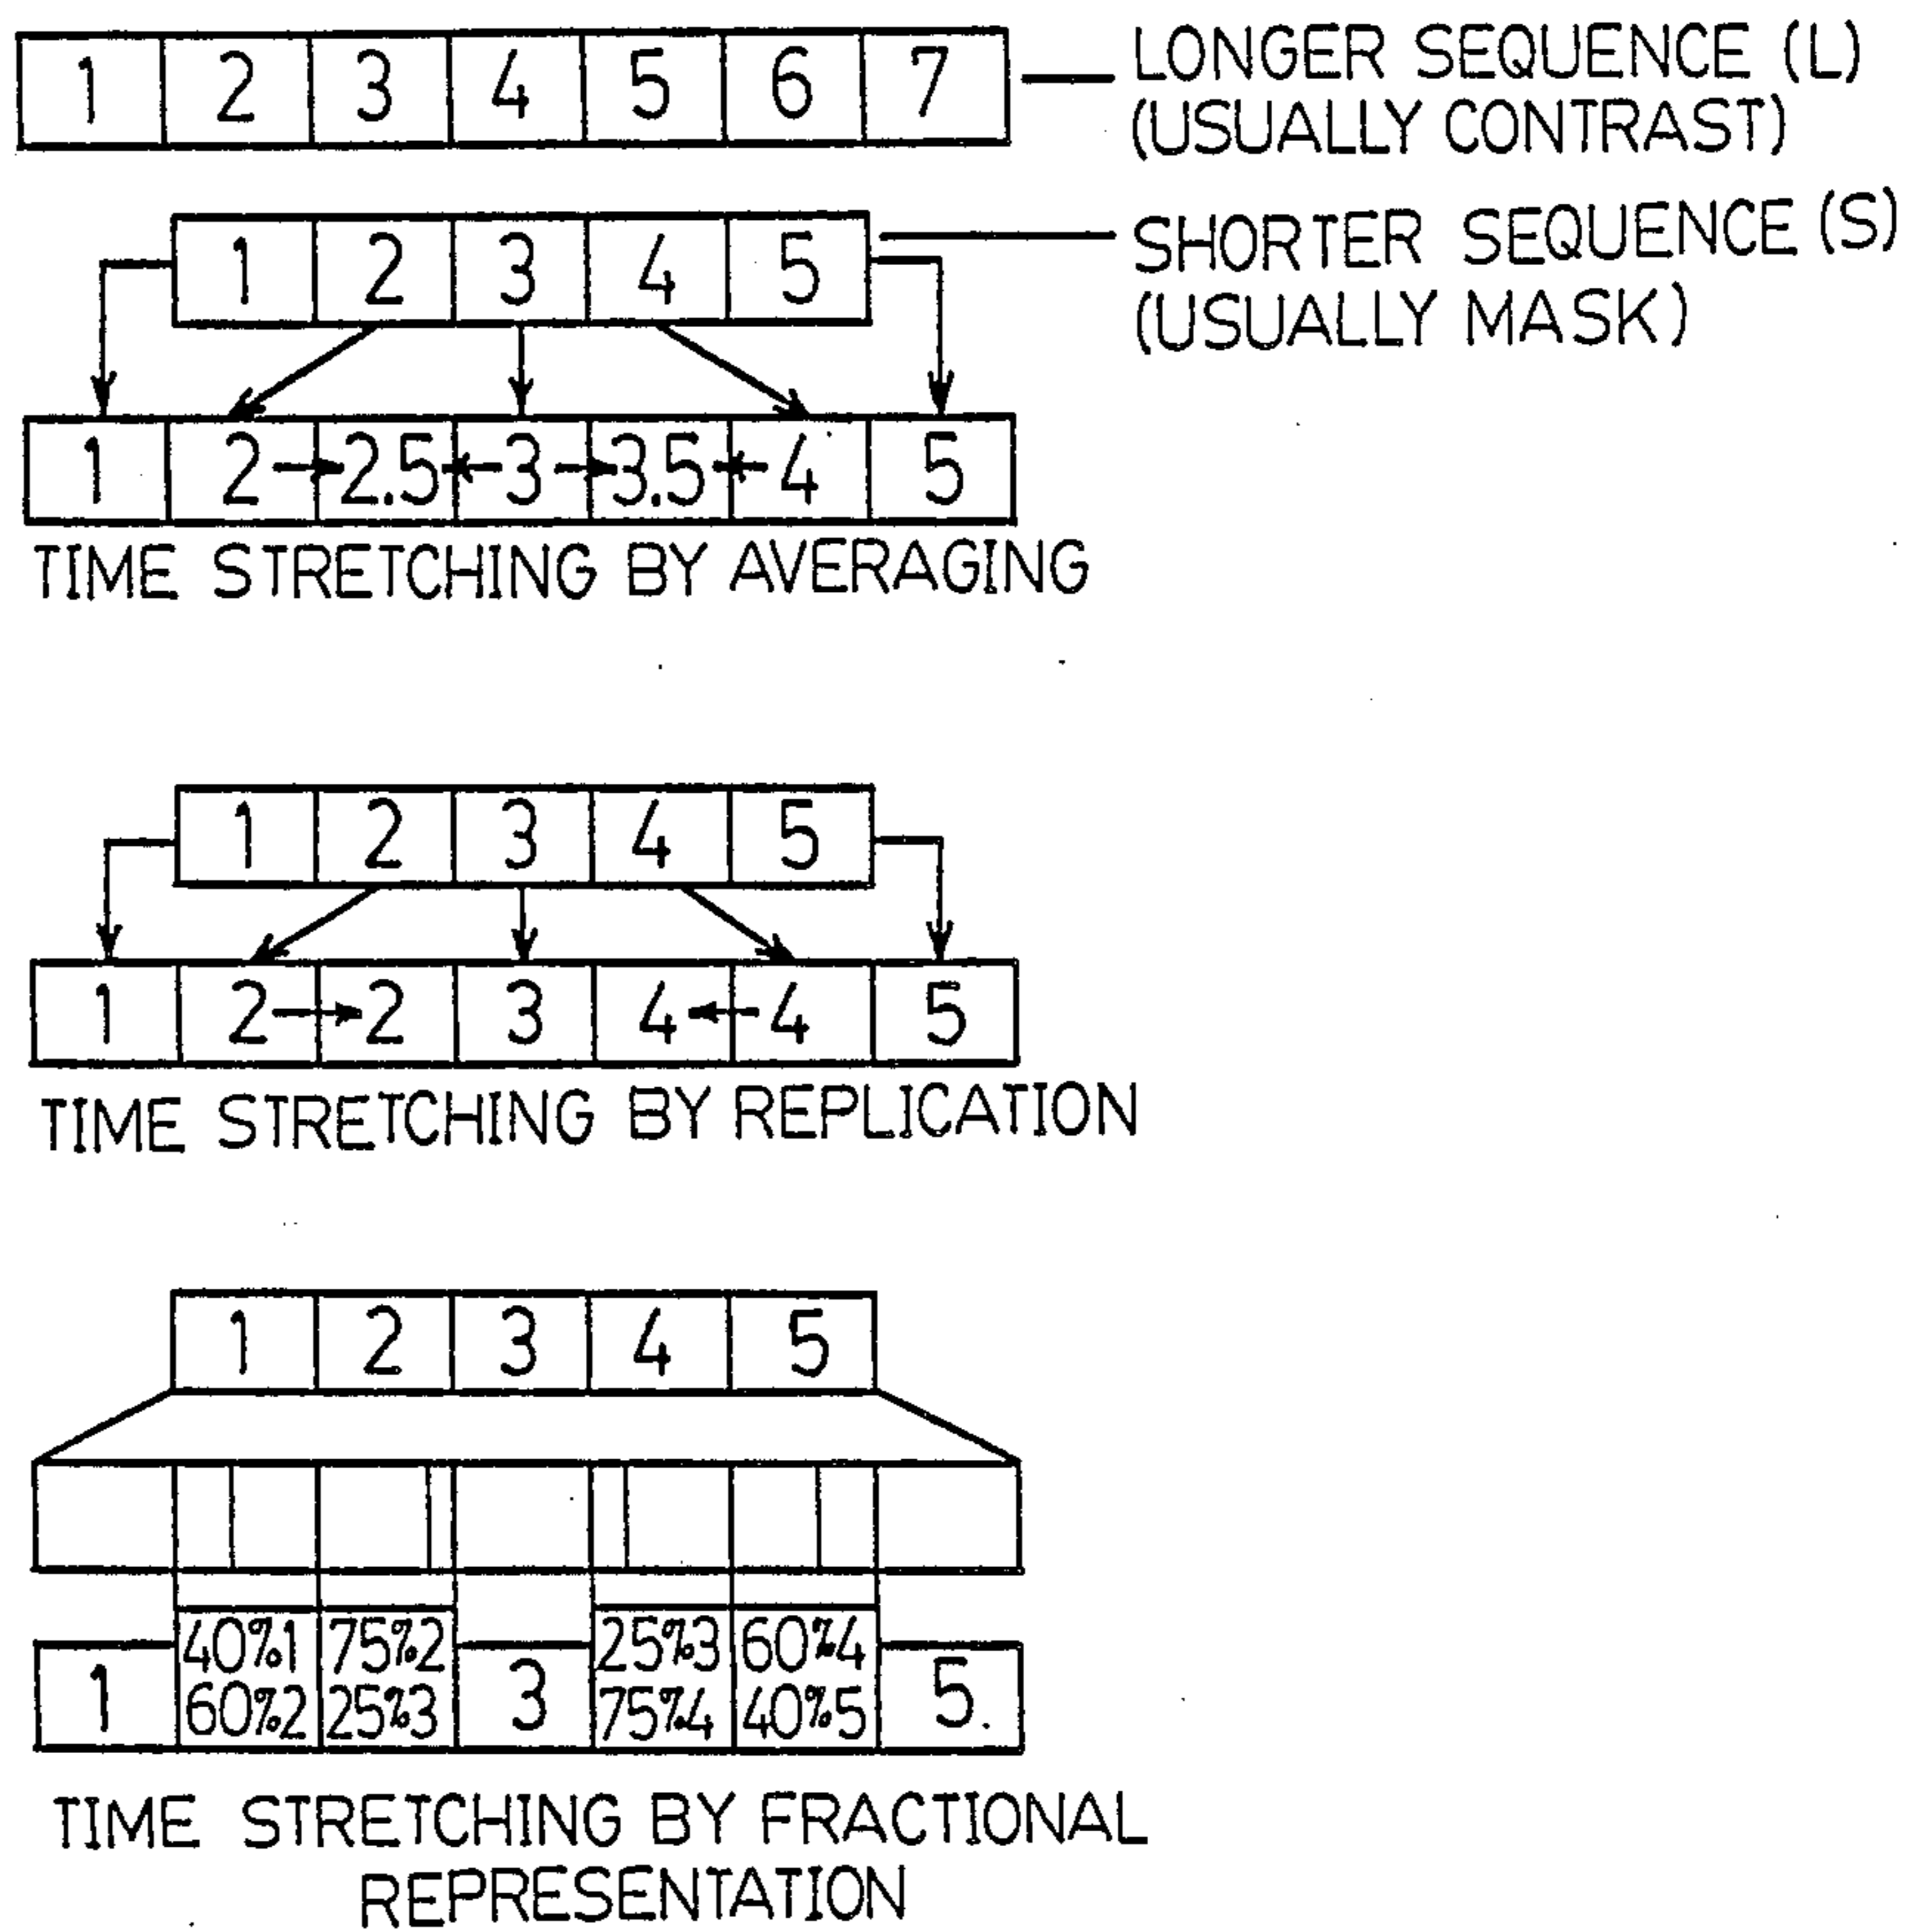 1 2 3 4 5 6 7
LONGER SEQUENCE (L)
(USUALLY CONTRAST)
1 2 3 4 5
SHORTER SEQUENCE (S)
(USUALLY MASK)
1 2 2.5 3 3.5 4 5
TIME STRETCHING BY AVERAGING
1 2 3 4 5
1 2 2 3 4 4 5
TIME STRETCHING BY REPLICATION
1 2 3 4 5
40%1 75%2 25%3 60%4
1 60%2 25%3 3 75%4 40%5 5.
TIME STRETCHING BY FRACTIONAL
REPRESENTATION